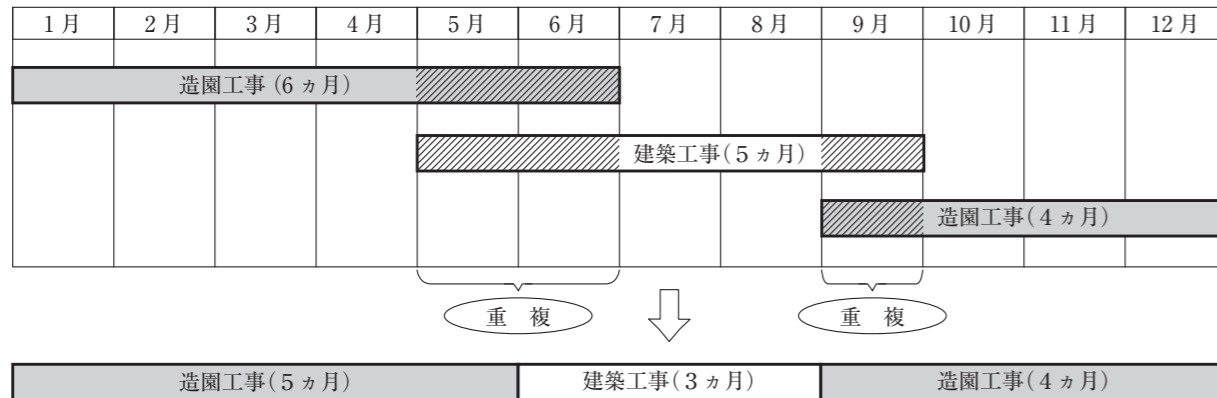 1月 2月 3月 4月 5月 6月 7月 8月 9月 10月 11月 12月
造園工事(6ヵ月)
建築工事(5ヵ月)
造園工事(4ヵ月)
重 複 重 複
造園工事(5ヵ月) 建築工事(3ヵ月) 造園工事(4ヵ月)